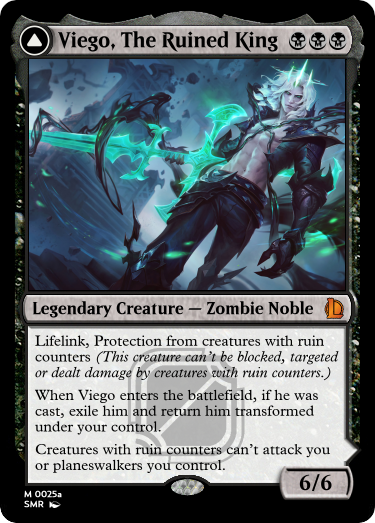 Viego, The Ruined King
Legendary Creature — Zombie Noble
Lifelink, Protection from creatures with ruin
counters (This creature can't be blocked, targeted
or dealt damage by creatures with ruin counters.)
When Viego enters the battlefield, if he was
cast, exile him and return him transformed
under your control.
Creatures with ruin counters can't attack you
or planeswalkers you control.
6/6
M 0025a
SMR